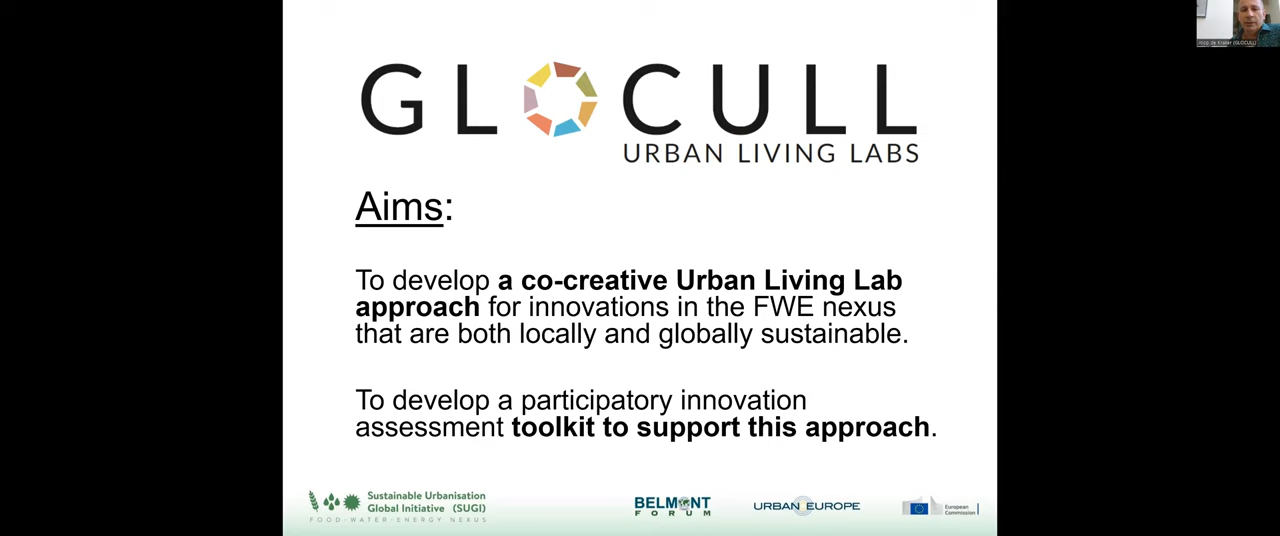 GLOCULL
URBAN LIVING LABS
Aims:
To develop a co-creative Urban Living Lab
approach for innovations in the FWE nexus
that are both locally and globally sustainable.
To develop a participatory innovation
assessment toolkit to support this approach.
Sustainable Urbanisation
Global Initiative (SUGI)
FOOD-WATER-ENERGY NEXUS
BELMONT
FORUM
URBAN EUROPE
European
Commission
(GLOCULL)